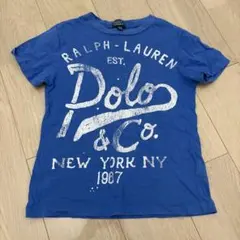 RALPH-LAUREN
EST.
Polo
& Co.
NEW YORK NY
1967